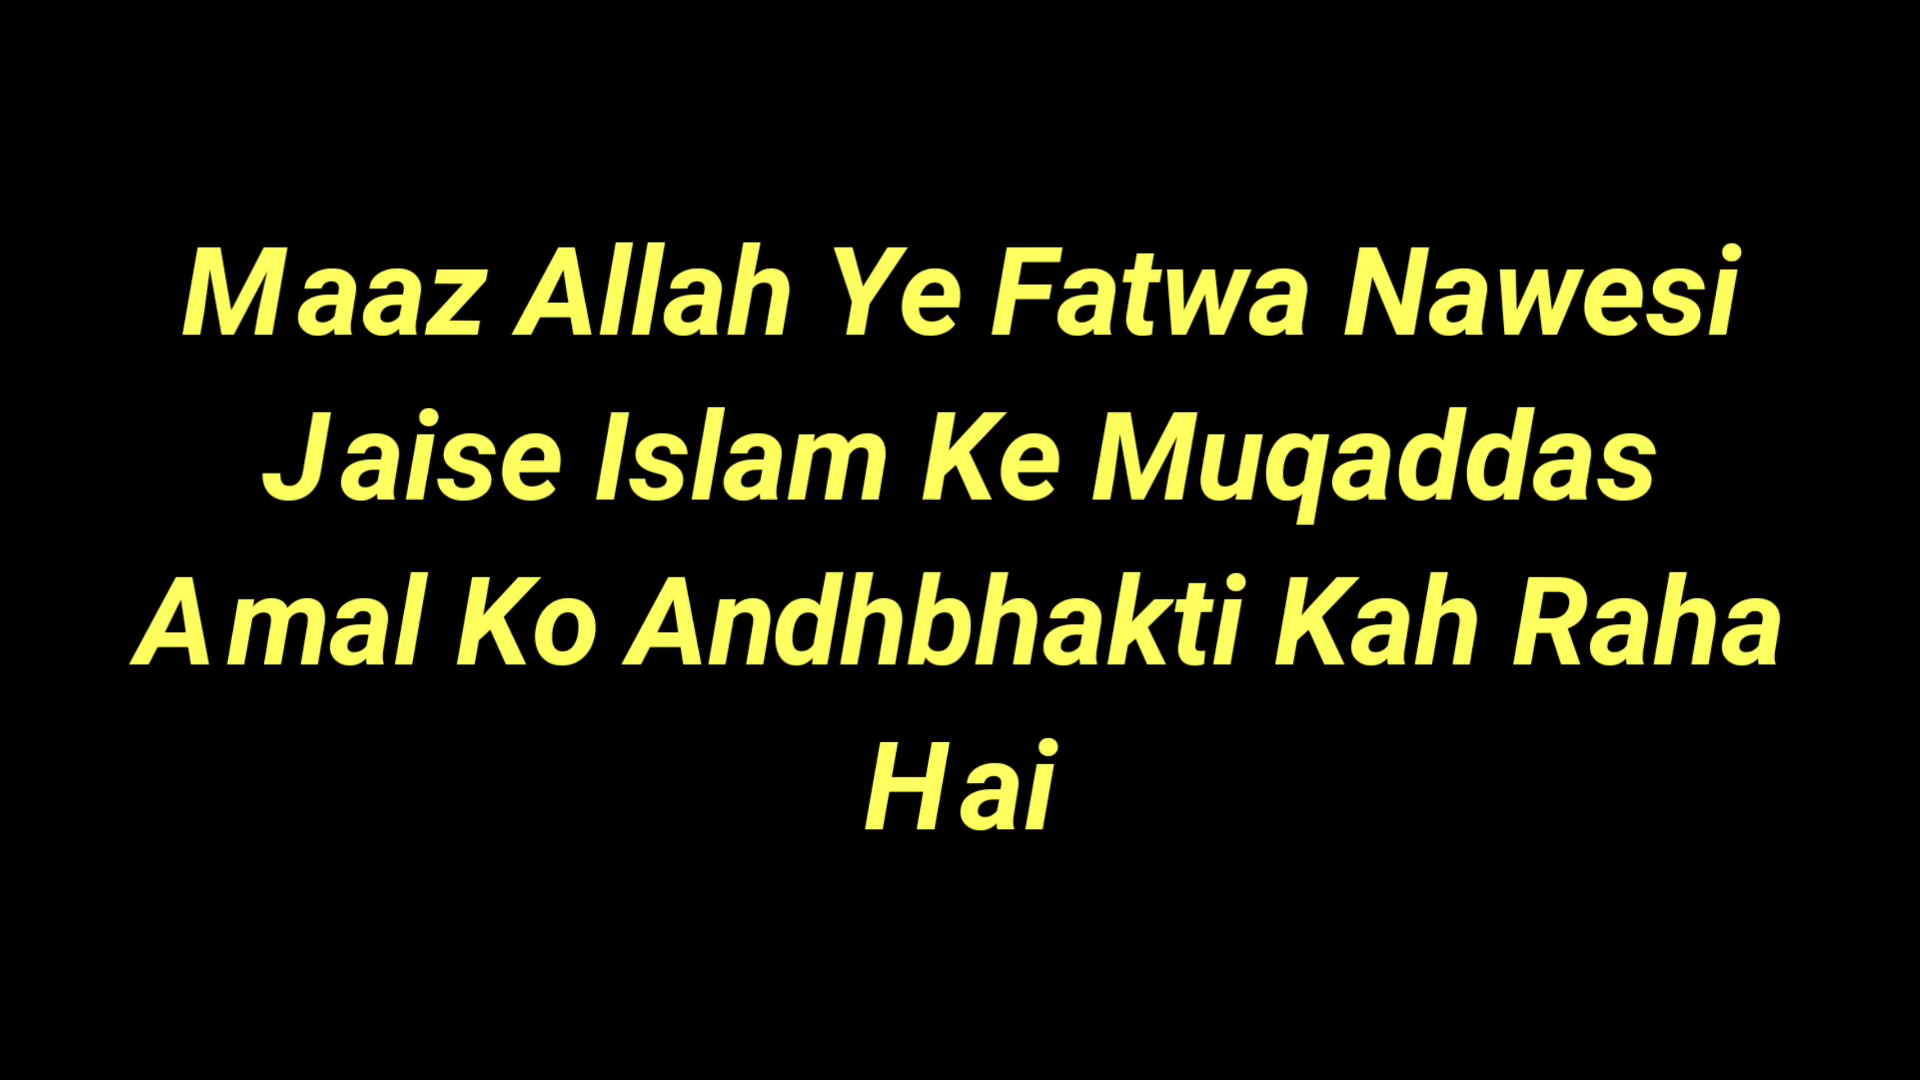 Maaz Allah Ye Fatwa Nawesi
Jaise Islam Ke Muqaddas
Amal Ko Andhbhakti Kah Raha
Hai